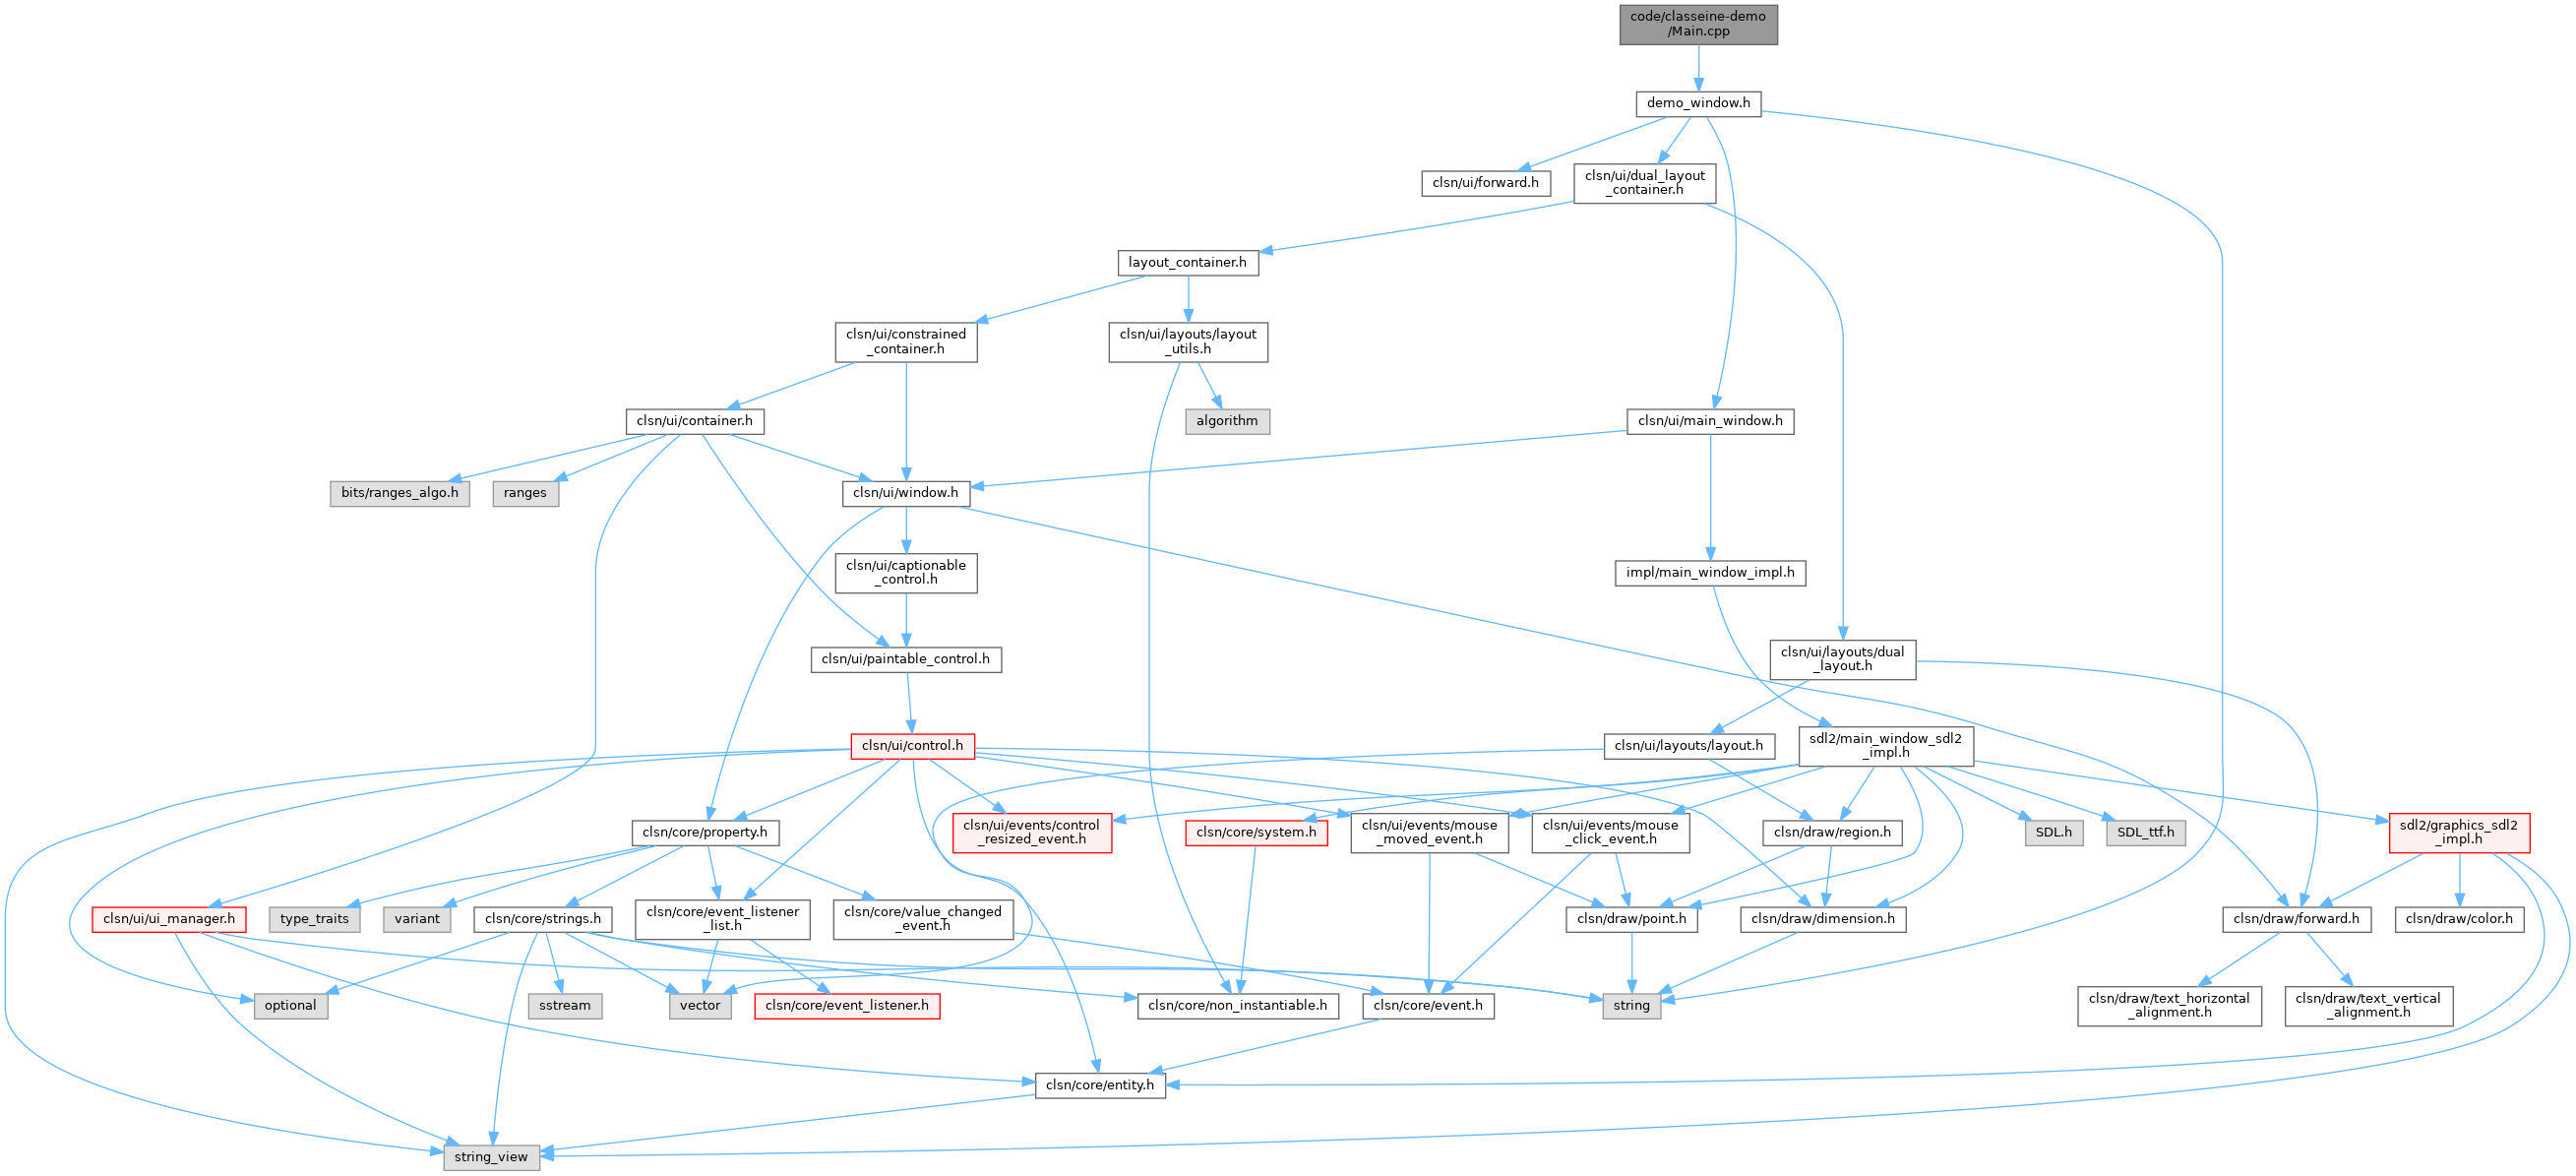 code/classeine-demo
/Main.cpp
demo_window.h
clsn/ui/forward.h
clsn/ui/dual_layout
_container.h
layout_container.h
clsn/ui/constrained
_container.h
clsn/ui/layouts/layout
_utils.h
clsn/ui/container.h
algorithm
clsn/ui/main_window.h
bits/ranges_algo.h
ranges
clsn/ui/window.h
clsn/ui/captionable
_control.h
impl/main_window_impl.h
clsn/ui/paintable_control.h
clsn/ui/layouts/dual
_layout.h
clsn/ui/control.h
clsn/ui/layouts/layout.h
sdl2/main_window_sdl2
_impl.h
clsn/core/property.h
clsn/ui/events/control
_resized_event.h
clsn/core/system.h
clsn/ui/events/mouse
_moved_event.h
clsn/ui/events/mouse
_click_event.h
clsn/draw/region.h
SDL.h
SDL_ttf.h
sdl2/graphics_sdl2
_impl.h
clsn/ui/ui_manager.h
type_traits
variant
clsn/core/strings.h
clsn/core/event_listener
_list.h
clsn/core/value_changed
_event.h
clsn/draw/point.h
clsn/draw/dimension.h
clsn/draw/forward.h
clsn/draw/color.h
optional
sstream
vector
clsn/core/event_listener.h
clsn/core/non_instantiable.h
clsn/core/event.h
string
clsn/draw/text_horizontal
_alignment.h
clsn/draw/text_vertical
_alignment.h
clsn/core/entity.h
string_view